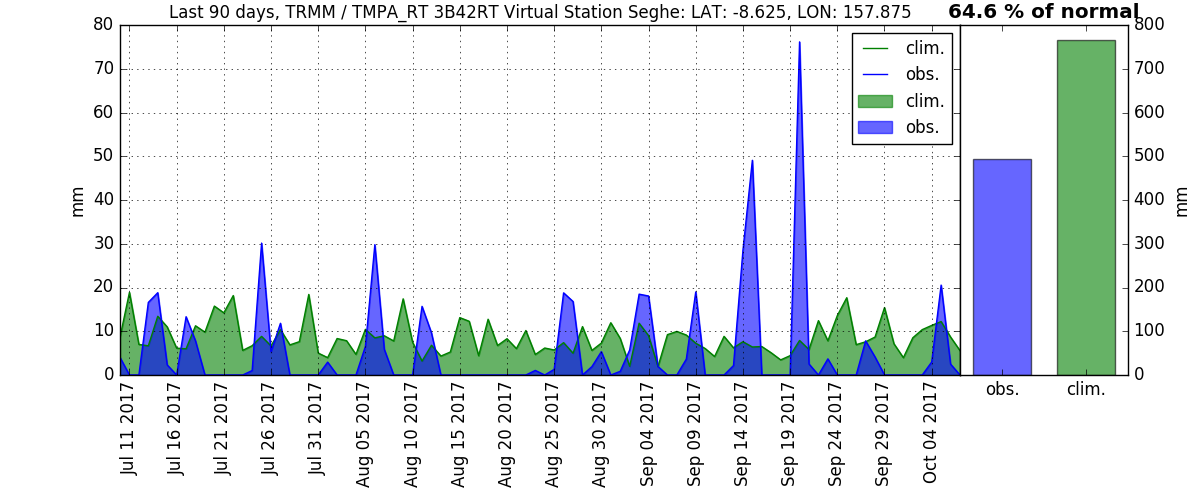 Last 90 days, TRMM / TMPA_RT 3B42RT Virtual Station Seghe: LAT: -8.625, LON: 157.875
64.6 % of normal
80
70
60
50
40
30
20
10
0
mm
clim.
obs.
clim.
obs.
Jul 11 2017
Jul 16 2017
Jul 21 2017
Jul 26 2017
Jul 31 2017
Aug 05 2017
Aug 10 2017
Aug 15 2017
Aug 20 2017
Aug 25 2017
Aug 30 2017
Sep 04 2017
Sep 09 2017
Sep 14 2017
Sep 19 2017
Sep 24 2017
Sep 29 2017
Oct 04 2017
800
700
600
500
400
300
200
100
0
mm
obs.
clim.